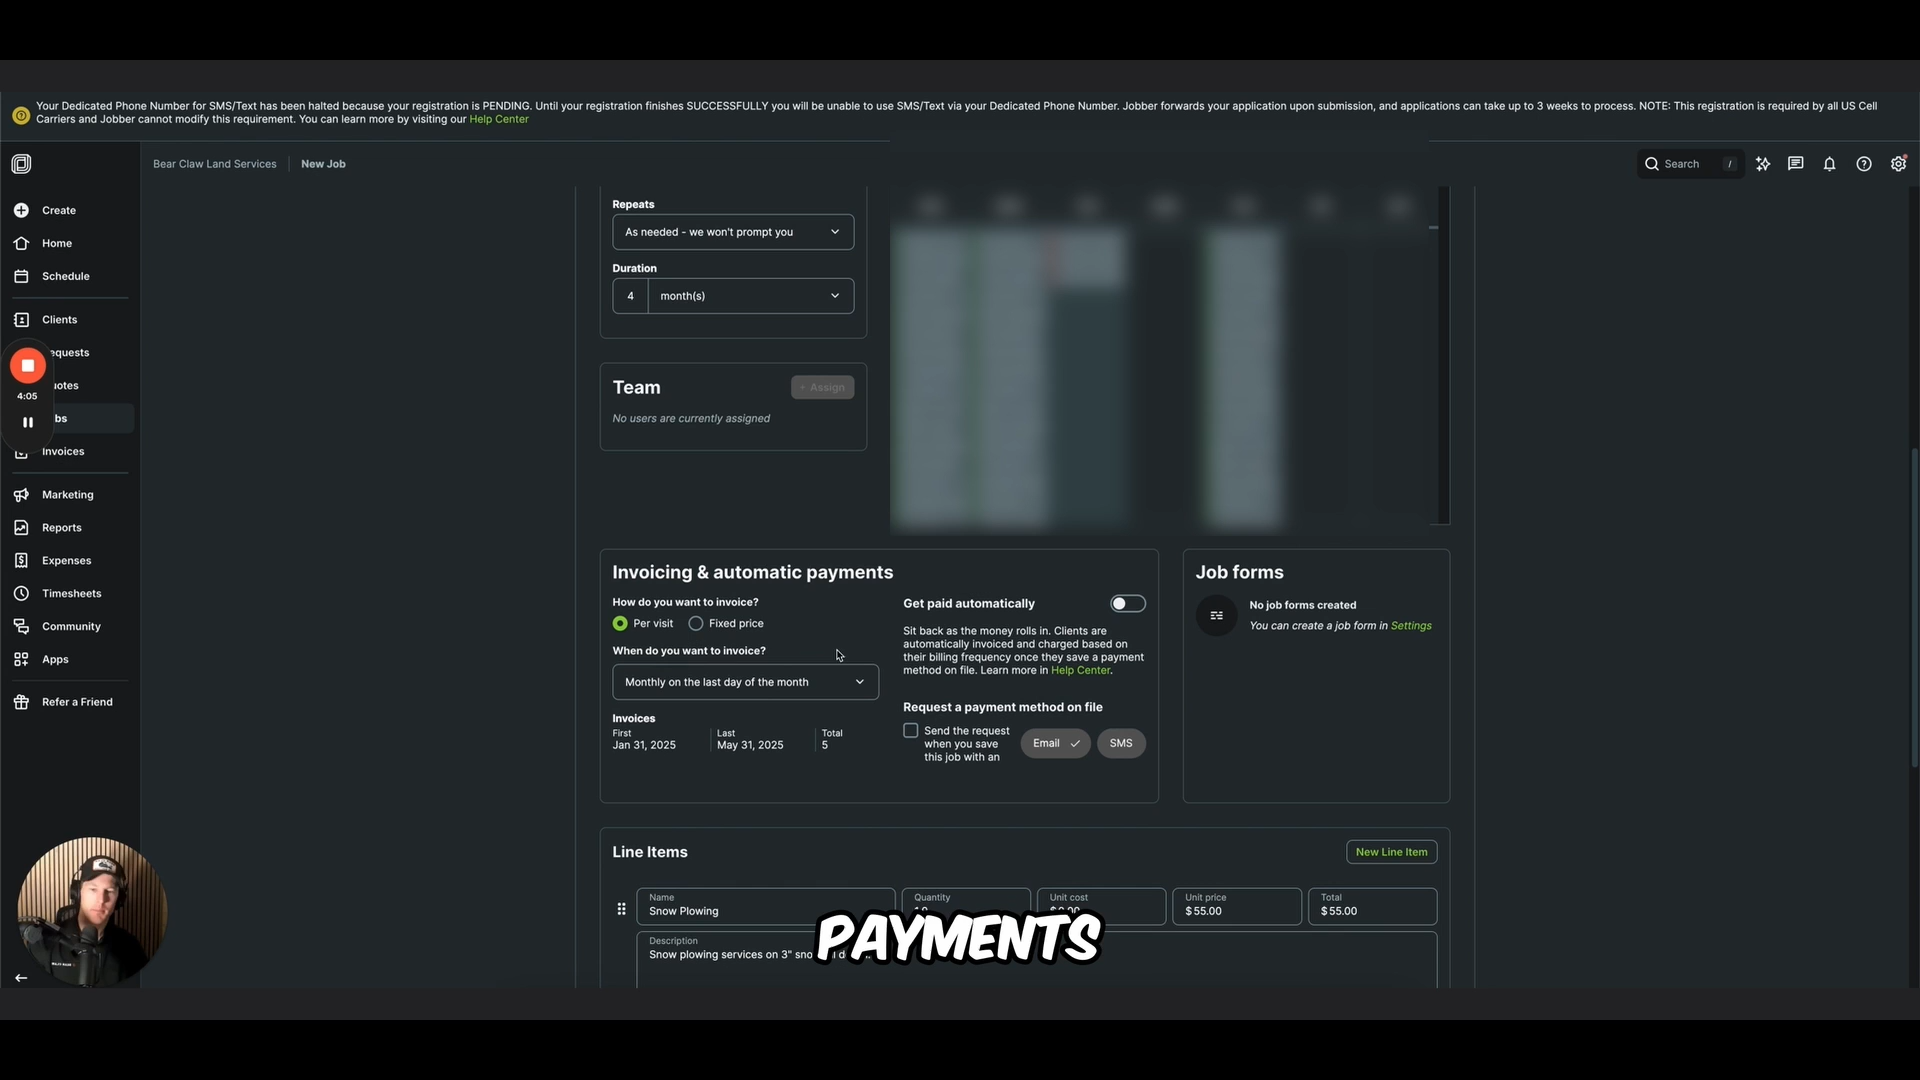 Your Dedicated Phone Number for SMS/Text has been halted because your registration is PENDING. Until your registration finishes SUCCESSFULLY you will be unable to use SMS/Text via your Dedicated Phone Number. Jobber forwards your application upon submission, and applications can take up to 3 weeks to process. NOTE: This registration is required by all US Cell
Carriers and Jobber cannot modify this requirement. You can learn more by visiting our Help Center
Bear Claw Land Services
New Job
Search /
Create
Home
Schedule
Clients
equests
uotes
bs
Invoices
4:05
Marketing
Reports
Expenses
Timesheets
Community
Apps
Refer a Friend
Repeats
As needed - we won't prompt you
Duration
4 month(s)
Team
+ Assign
No users are currently assigned
Invoicing & automatic payments
How do you want to invoice?
Per visit
Fixed price
When do you want to invoice?
Monthly on the last day of the month
Invoices
First
Jan 31, 2025
Last
May 31, 2025
Total
5
Get paid automatically
Sit back as the money rolls in. Clients are
automatically invoiced and charged based on
their billing frequency once they save a payment
method on file. Learn more in Help Center.
Request a payment method on file
Send the request
when you save
this job with an
Email
SMS
Job forms
No job forms created
You can create a job form in Settings
Line Items
New Line Item
Name
Snow Plowing
Quantity
Unit cost
Unit price
$55.00
Total
$55.00
Description
Snow plowing services on 3"
PAYMENTS